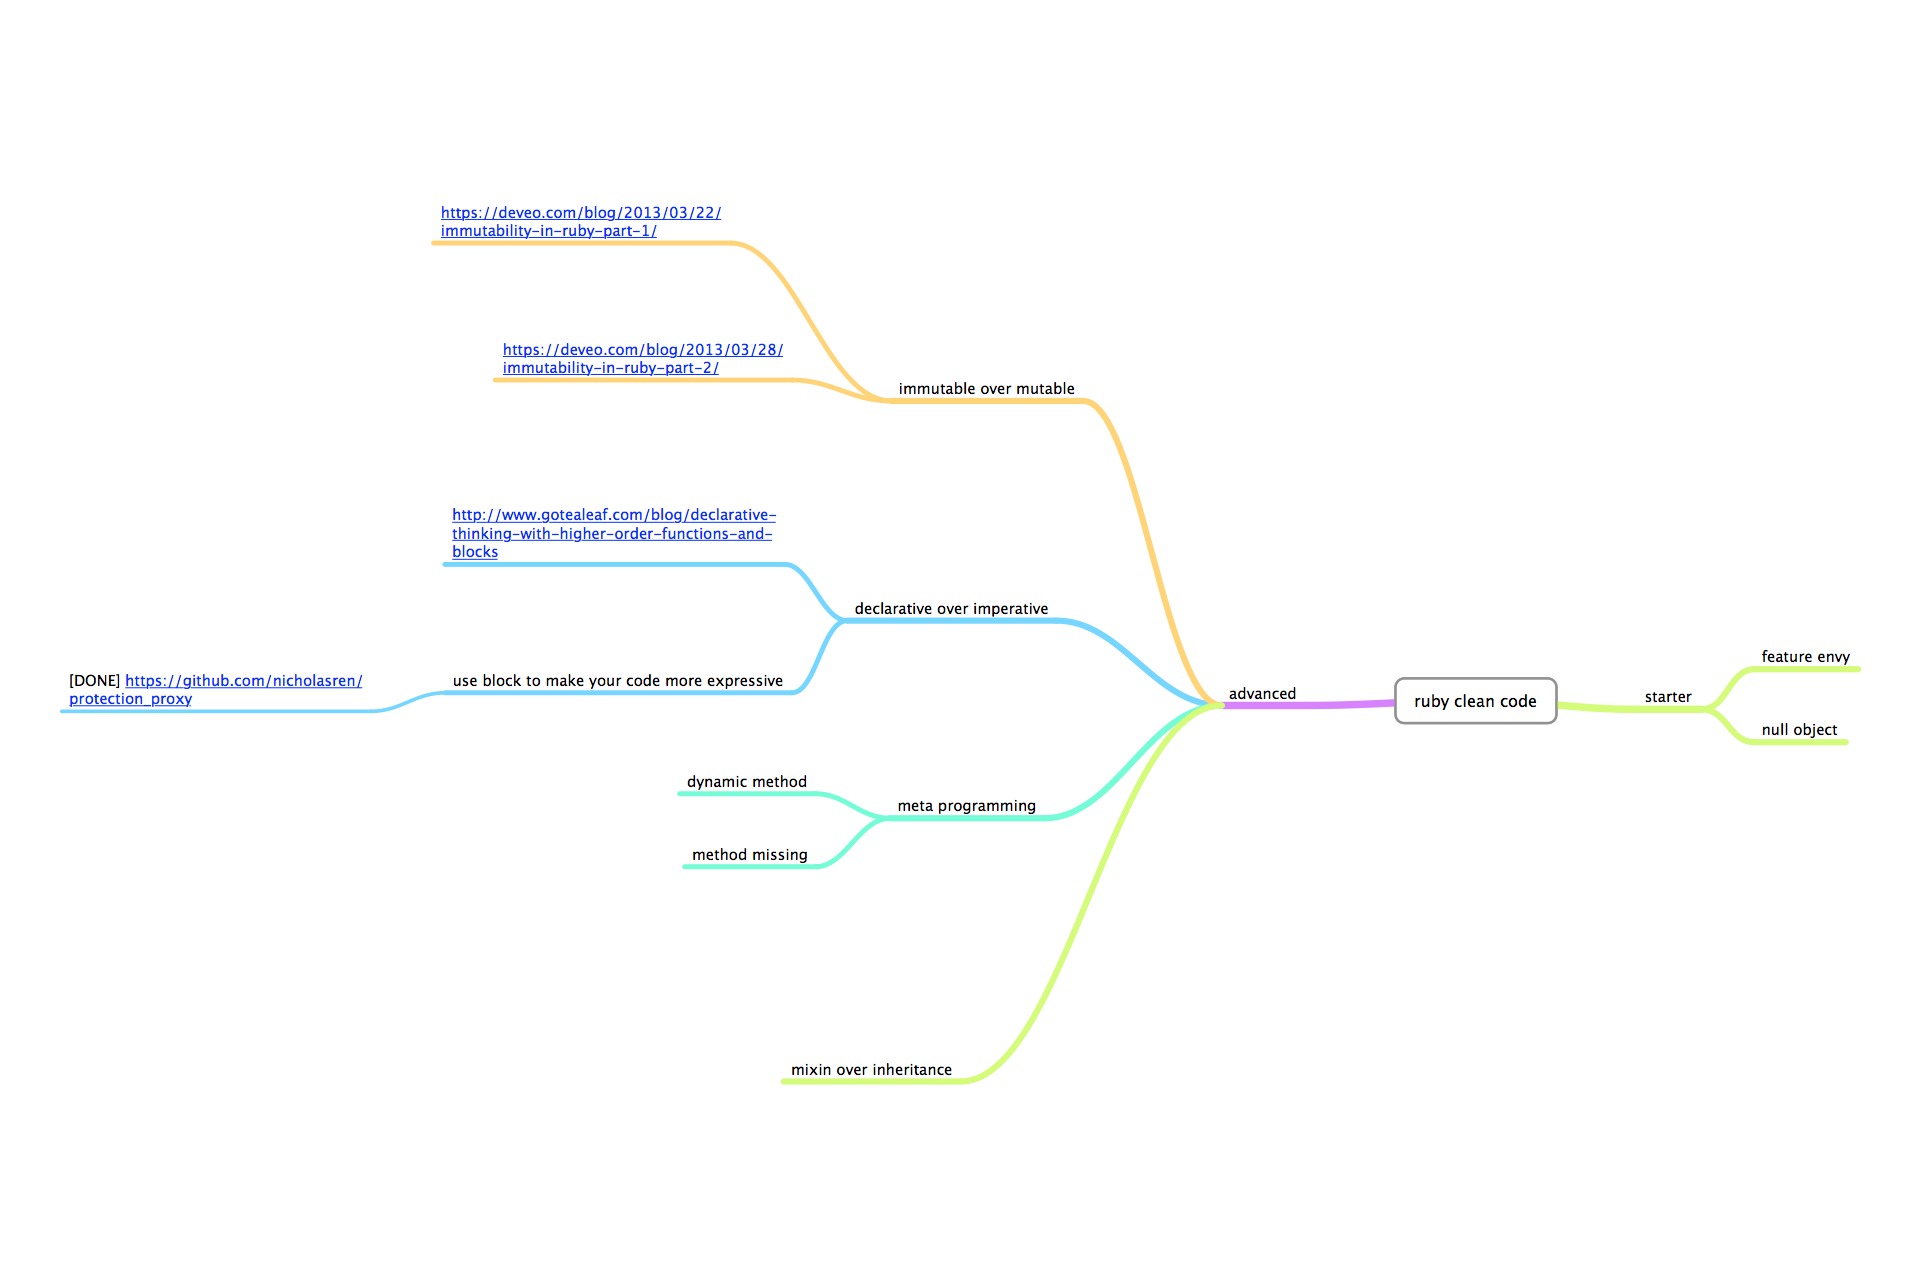 https://deveo.com/blog/2013/03/22/
immutability-in-ruby-part-1/
https://deveo.com/blog/2013/03/28/
immutability-in-ruby-part-2/
immutable over mutable
http://www.gotealeaf.com/blog/declarative-
thinking-with-higher-order-functions-and-
blocks
declarative over imperative
[DONE] https://github.com/nicholasren/
protection_proxy
use block to make your code more expressive
dynamic method
method missing
meta programming
mixin over inheritance
advanced
ruby clean code
starter
feature envy
null object